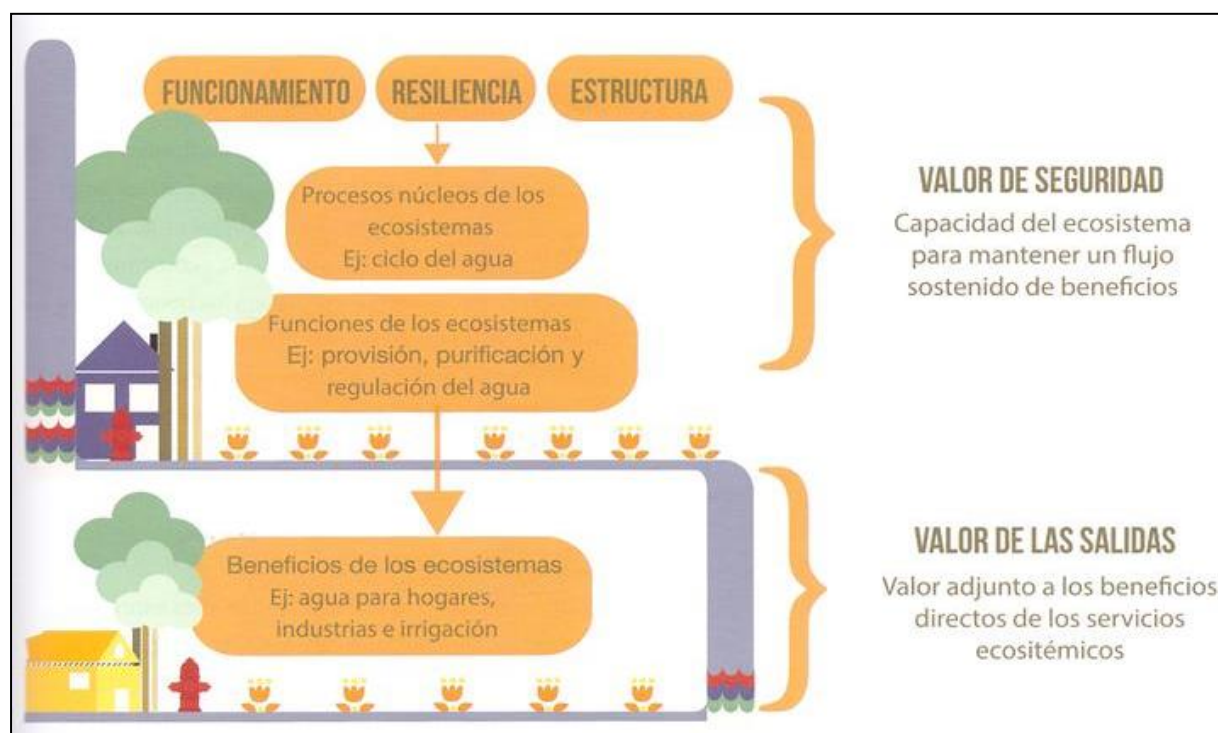 FUNCIONAMIENTO
RESILIENCIA
ESTRUCTURA
Procesos núcleos de los
ecosistemas
Ej: ciclo del agua
Funciones de los ecosistemas
Ej: provisión, purificación y
regulación del agua
VALOR DE SEGURIDAD
Capacidad del ecosistema
para mantener un flujo
sostenido de beneficios
Beneficios de los ecosistemas
Ej: agua para hogares,
industrias e irrigación
VALOR DE LAS SALIDAS
Valor adjunto a los beneficios
directos de los servicios
ecositémicos